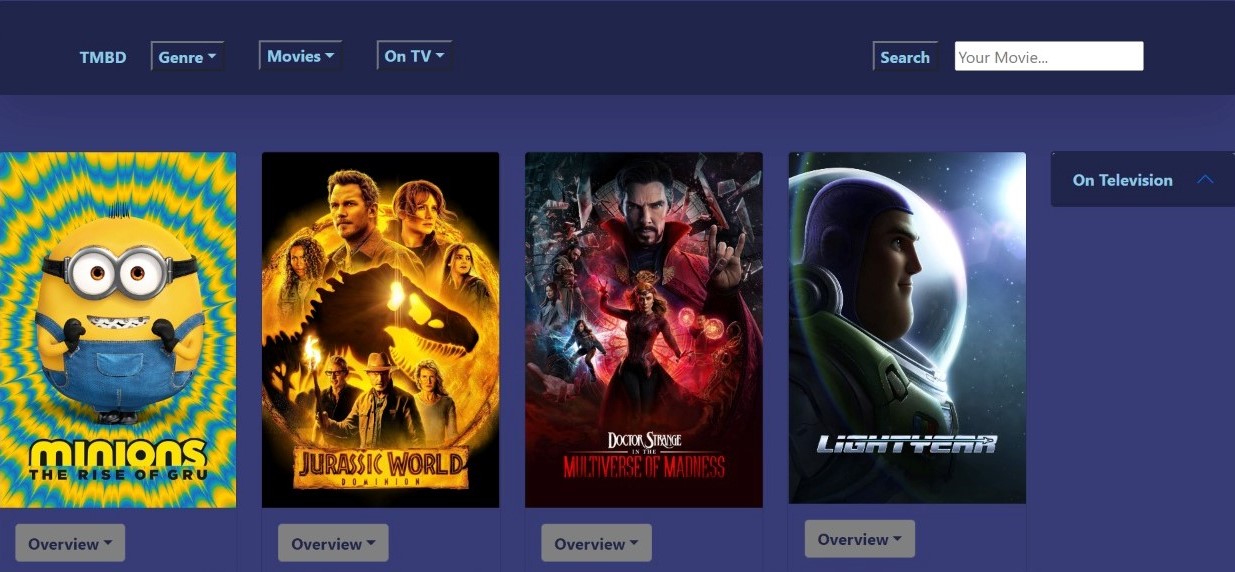 TMBD
Genre
Movies
On TV
Search
Your Movie...
On Television
MINIONS
THE RISE OF GRU
JURASSIC WORLD
DOMINION
DOCTOR STRANGE
IN THE
MULTIVERSE OF MADNESS
LIGHTYEAR
Overview
Overview
Overview
Overview